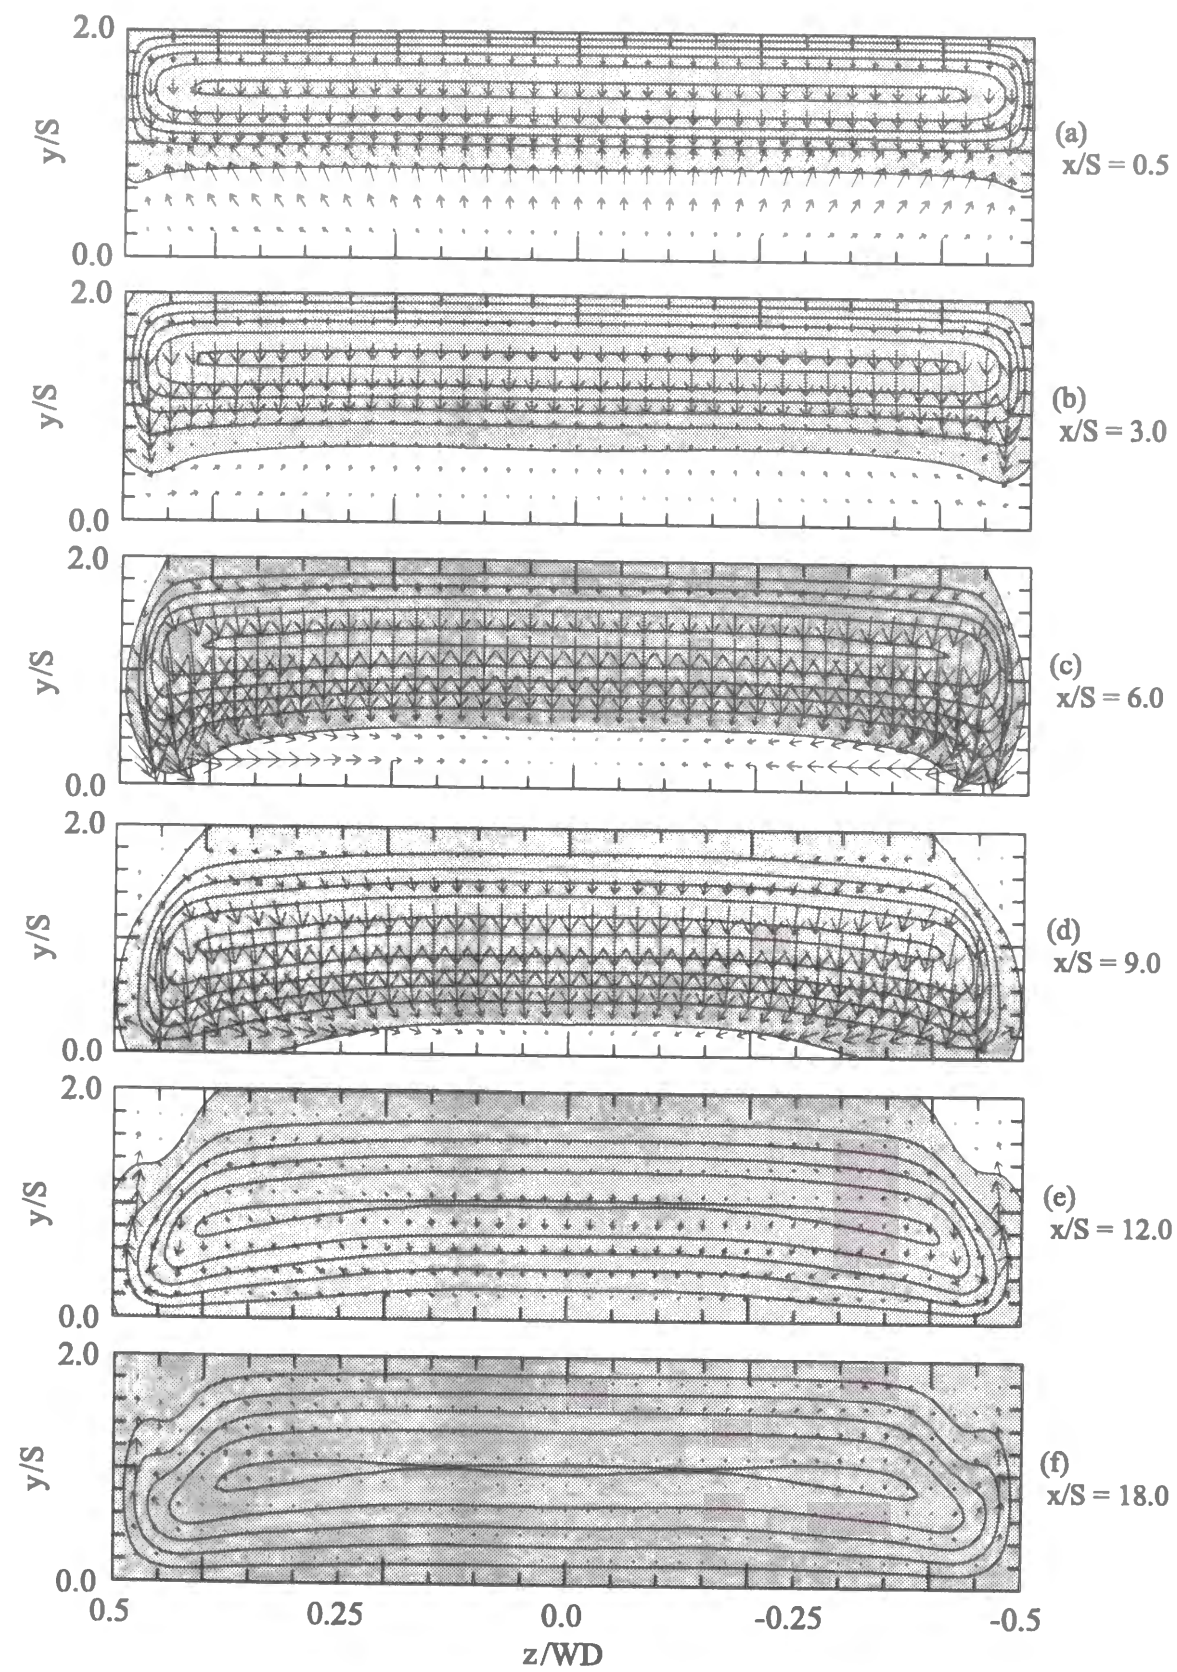 2.0
y/S
0.0
(a)
x/S = 0.5
2.0
y/S
0.0
(b)
x/S = 3.0
2.0
y/S
0.0
(c)
x/S = 6.0
2.0
y/S
0.0
(d)
x/S = 9.0
2.0
y/S
0.0
(e)
x/S = 12.0
2.0
y/S
0.0
(f)
x/S = 18.0
0.5 0.25 0.0 -0.25 -0.5
z/WD